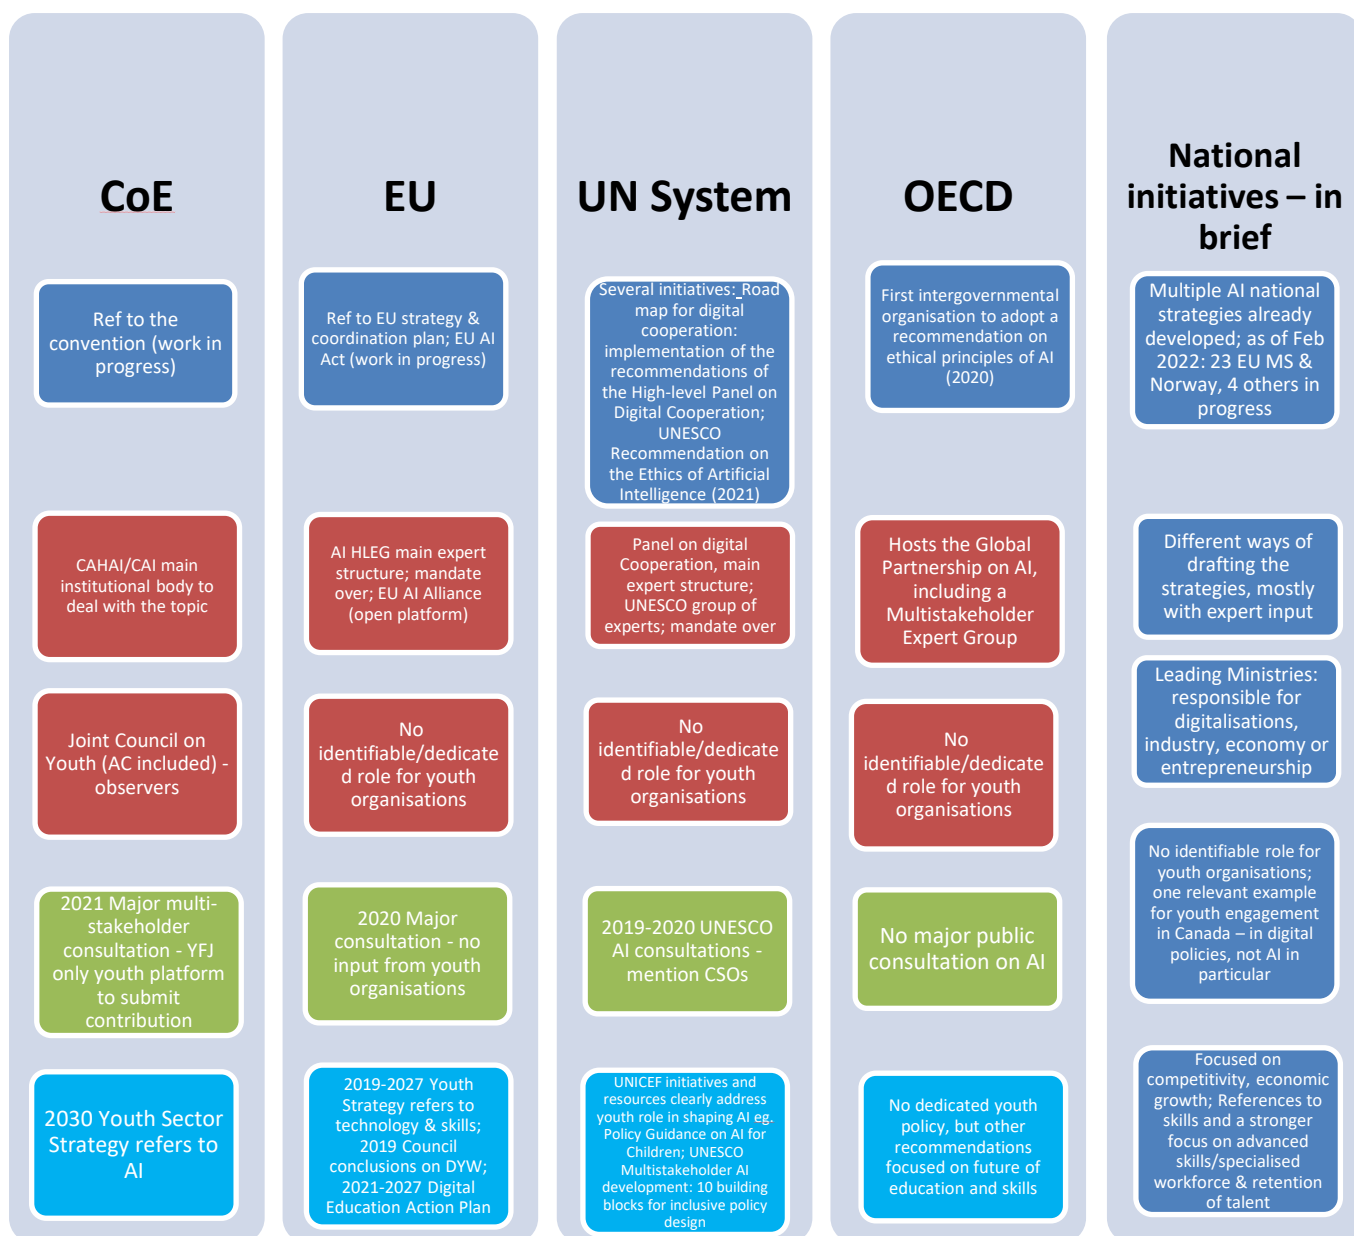 CoE
Ref to the
convention (work in
progress)
CAHAI/CAI main
institutional body to
deal with the topic
Joint Council on
Youth (AC included) -
observers
2021 Major multi-
stakeholder
consultation - YFJ
only youth platform
to submit
contribution
2030 Youth Sector
Strategy refers to
AI
EU
Ref to EU strategy &
coordination plan; EU AI
Act (work in progress)
AI HLEG main expert
structure; mandate
over; EU AI Alliance
(open platform)
No
identifiable/dedicate
d role for youth
organisations
2020 Major
consultation - no
input from youth
organisations
2019-2027 Youth
Strategy refers to
technology & skills;
2019 Council
conclusions on DYW;
2021-2027 Digital
Education Action Plan
UN System
Several initiatives: Road
map for digital
cooperation:
implementation of the
recommendations of
the High-level Panel on
Digital Cooperation;
UNESCO
Recommendation on
the Ethics of Artificial
Intelligence (2021)
Panel on digital
Cooperation, main
expert structure;
UNESCO group of
experts; mandate over
No
identifiable/dedicate
d role for youth
organisations
2019-2020 UNESCO
AI consultations -
mention CSOs
UNICEF initiatives and
resources clearly address
youth role in shaping AI eg.
Policy Guidance on AI for
Children; UNESCO
Multistakeholder AI
development: 10 building
blocks for inclusive policy
design
OECD
First intergovernmental
organisation to adopt a
recommendation on
ethical principles of AI
(2020)
Hosts the Global
Partnership on AI,
including a
Multistakeholder
Expert Group
No
identifiable/dedicate
d role for youth
organisations
No major public
consultation on AI
No dedicated youth
policy, but other
recommendations
focused on future of
education and skills
National
initiatives – in
brief
Multiple AI national
strategies already
developed; as of Feb
2022: 23 EU MS &
Norway, 4 others in
progress
Different ways of
drafting the
strategies, mostly
with expert input
Leading Ministries:
responsible for
digitalisations,
industry, economy or
entrepreneurship
No identifiable role for
youth organisations;
one relevant example
for youth engagement
in Canada – in digital
policies, not AI in
particular
Focused on
competitivity, economic
growth; References to
skills and a stronger
focus on advanced
skills/specialised
workforce & retention
of talent